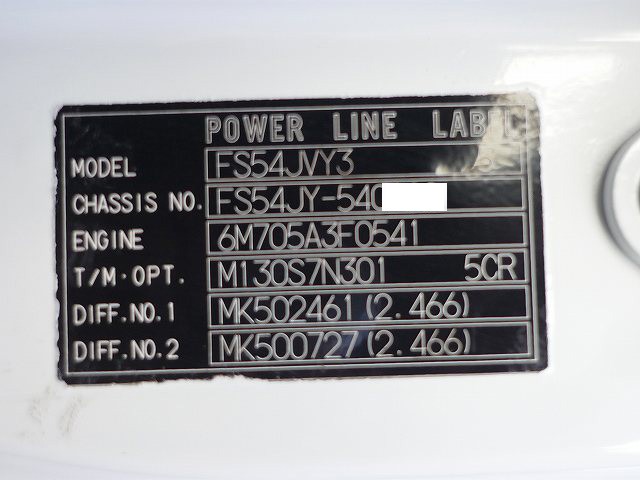 POWER LINE LABEL
MODEL FS54JVY3
CHASSIS NO. FS54JY-540
ENGINE 6M705A3F0541
T/M·OPT. M130S7N301 5CR
DIFF.NO.1 MK502461 (2.466)
DIFF.NO.2 MK500727 (2.466)